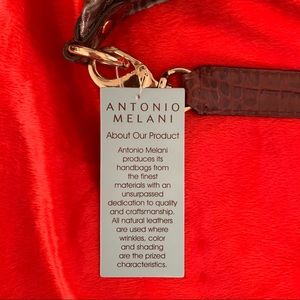 ANTONIO
MELANI
About Our Product
Antonio Melani
produces its
handbags from
the finest
materials with an
unsurpassed
dedication to quality
and craftsmanship.
All natural leathers
are used where
wrinkles, color
and shading
are the prized
characteristics.